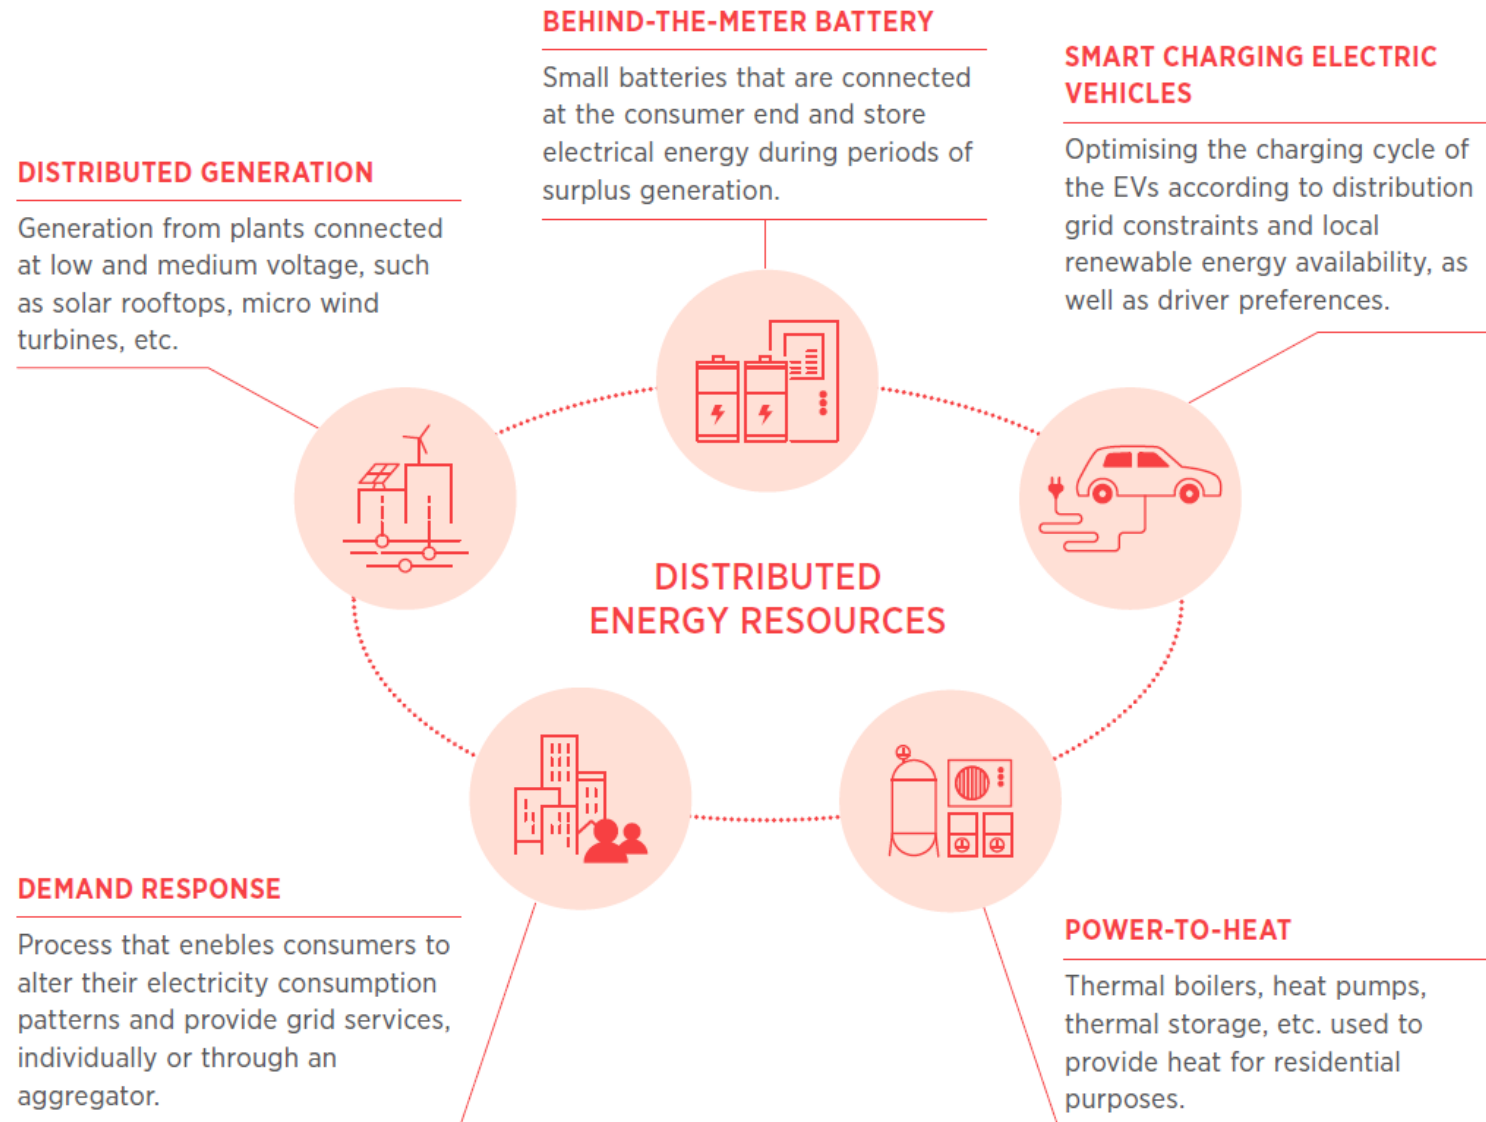 BEHIND-THE-METER BATTERY
Small batteries that are connected
at the consumer end and store
electrical energy during periods of
surplus generation.
SMART CHARGING ELECTRIC
VEHICLES
Optimising the charging cycle of
the EVs according to distribution
grid constraints and local
renewable energy availability, as
well as driver preferences.
DISTRIBUTED GENERATION
Generation from plants connected
at low and medium voltage, such
as solar rooftops, micro wind
turbines, etc.
DISTRIBUTED
ENERGY RESOURCES
DEMAND RESPONSE
Process that enebles consumers to
alter their electricity consumption
patterns and provide grid services,
individually or through an
aggregator.
POWER-TO-HEAT
Thermal boilers, heat pumps,
thermal storage, etc. used to
provide heat for residential
purposes.